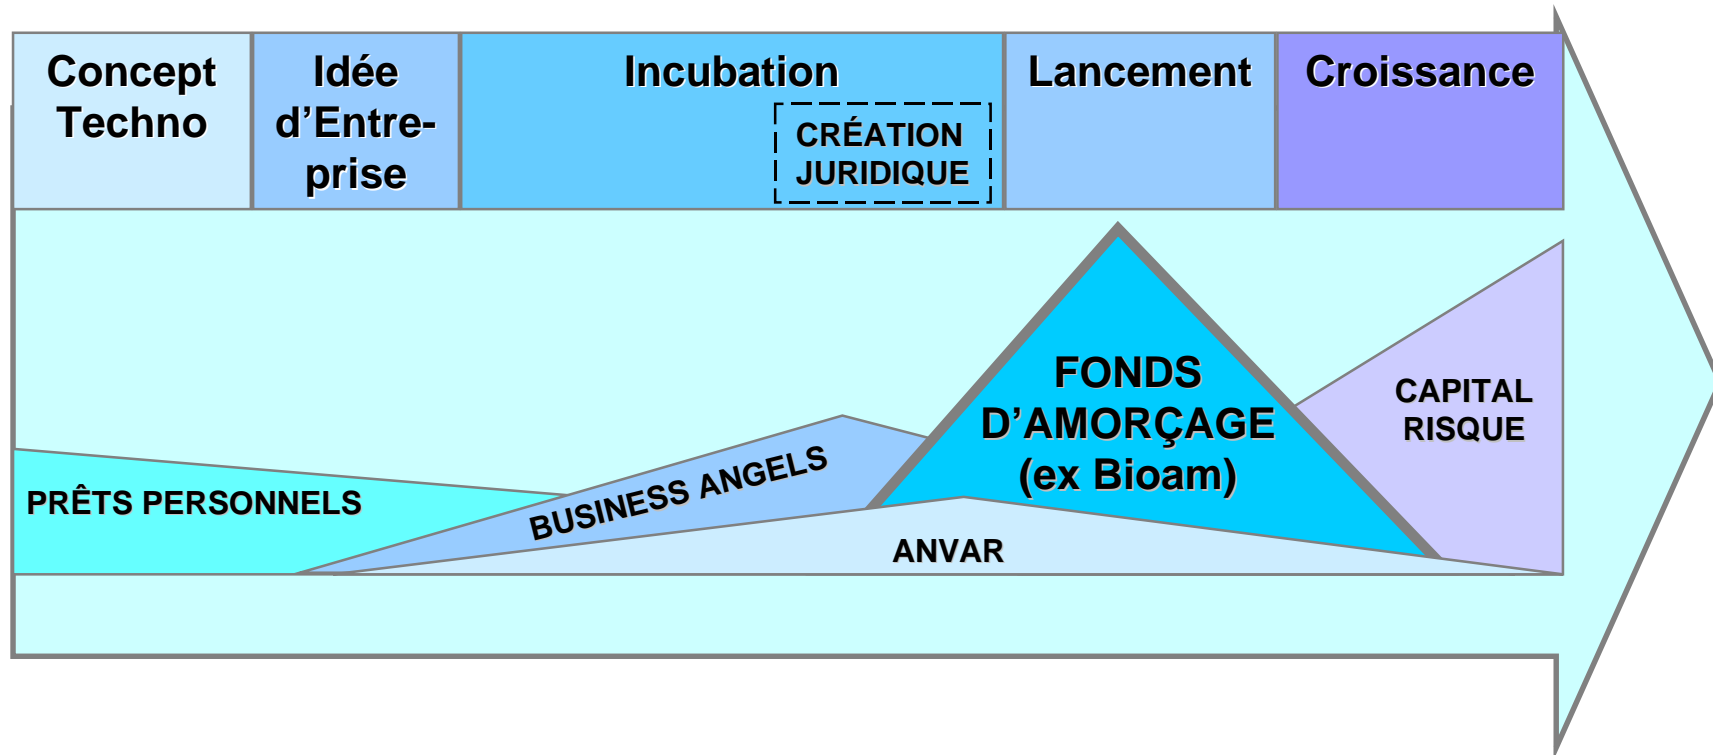 Concept
Techno
Idée
d’Entre-
prise
Incubation
CRÉATION
JURIDIQUE
Lancement
Croissance
PRÊTS PERSONNELS
BUSINESS ANGELS
ANVAR
FONDS
D’AMORÇAGE
(ex Bioam)
CAPITAL
RISQUE